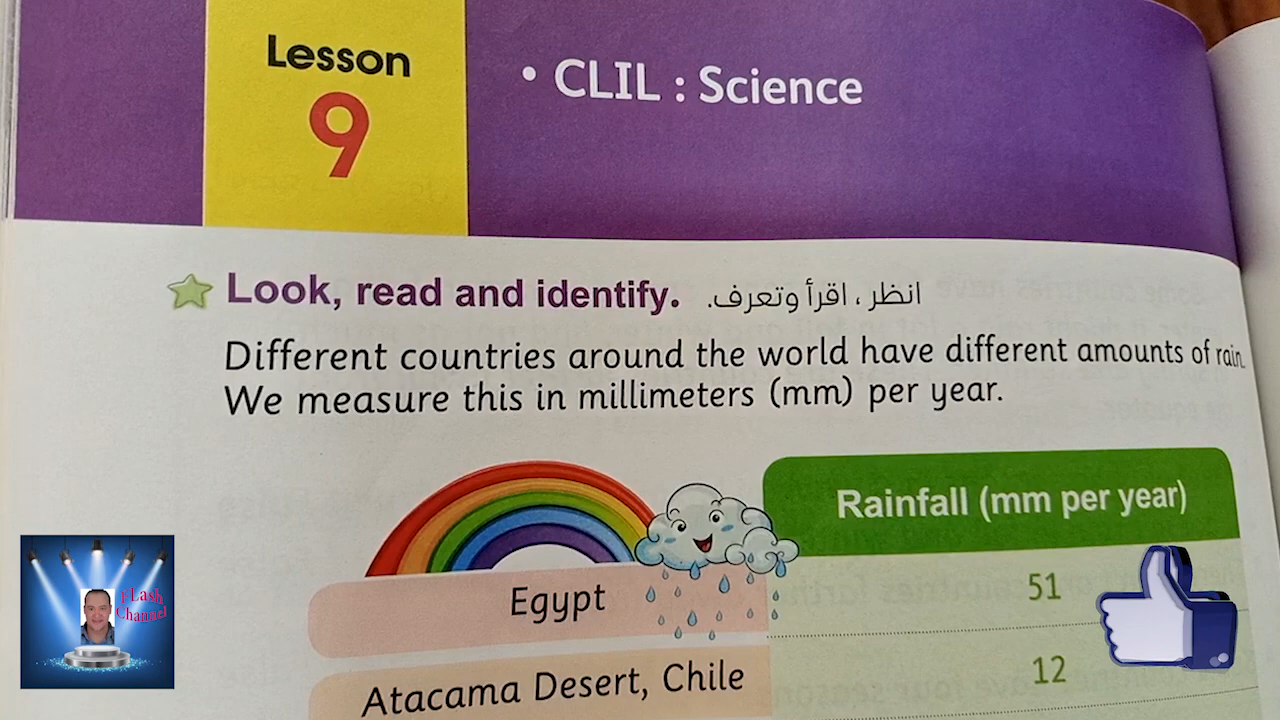 Lesson
9
• CLIL : Science
Look, read and identify. انظر ، اقرأ وتعرف.
Different countries around the world have different amounts of rain.
We measure this in millimeters (mm) per year.
Rainfall (mm per year)
Egypt 51
Atacama Desert, Chile 12
FLash
Channel